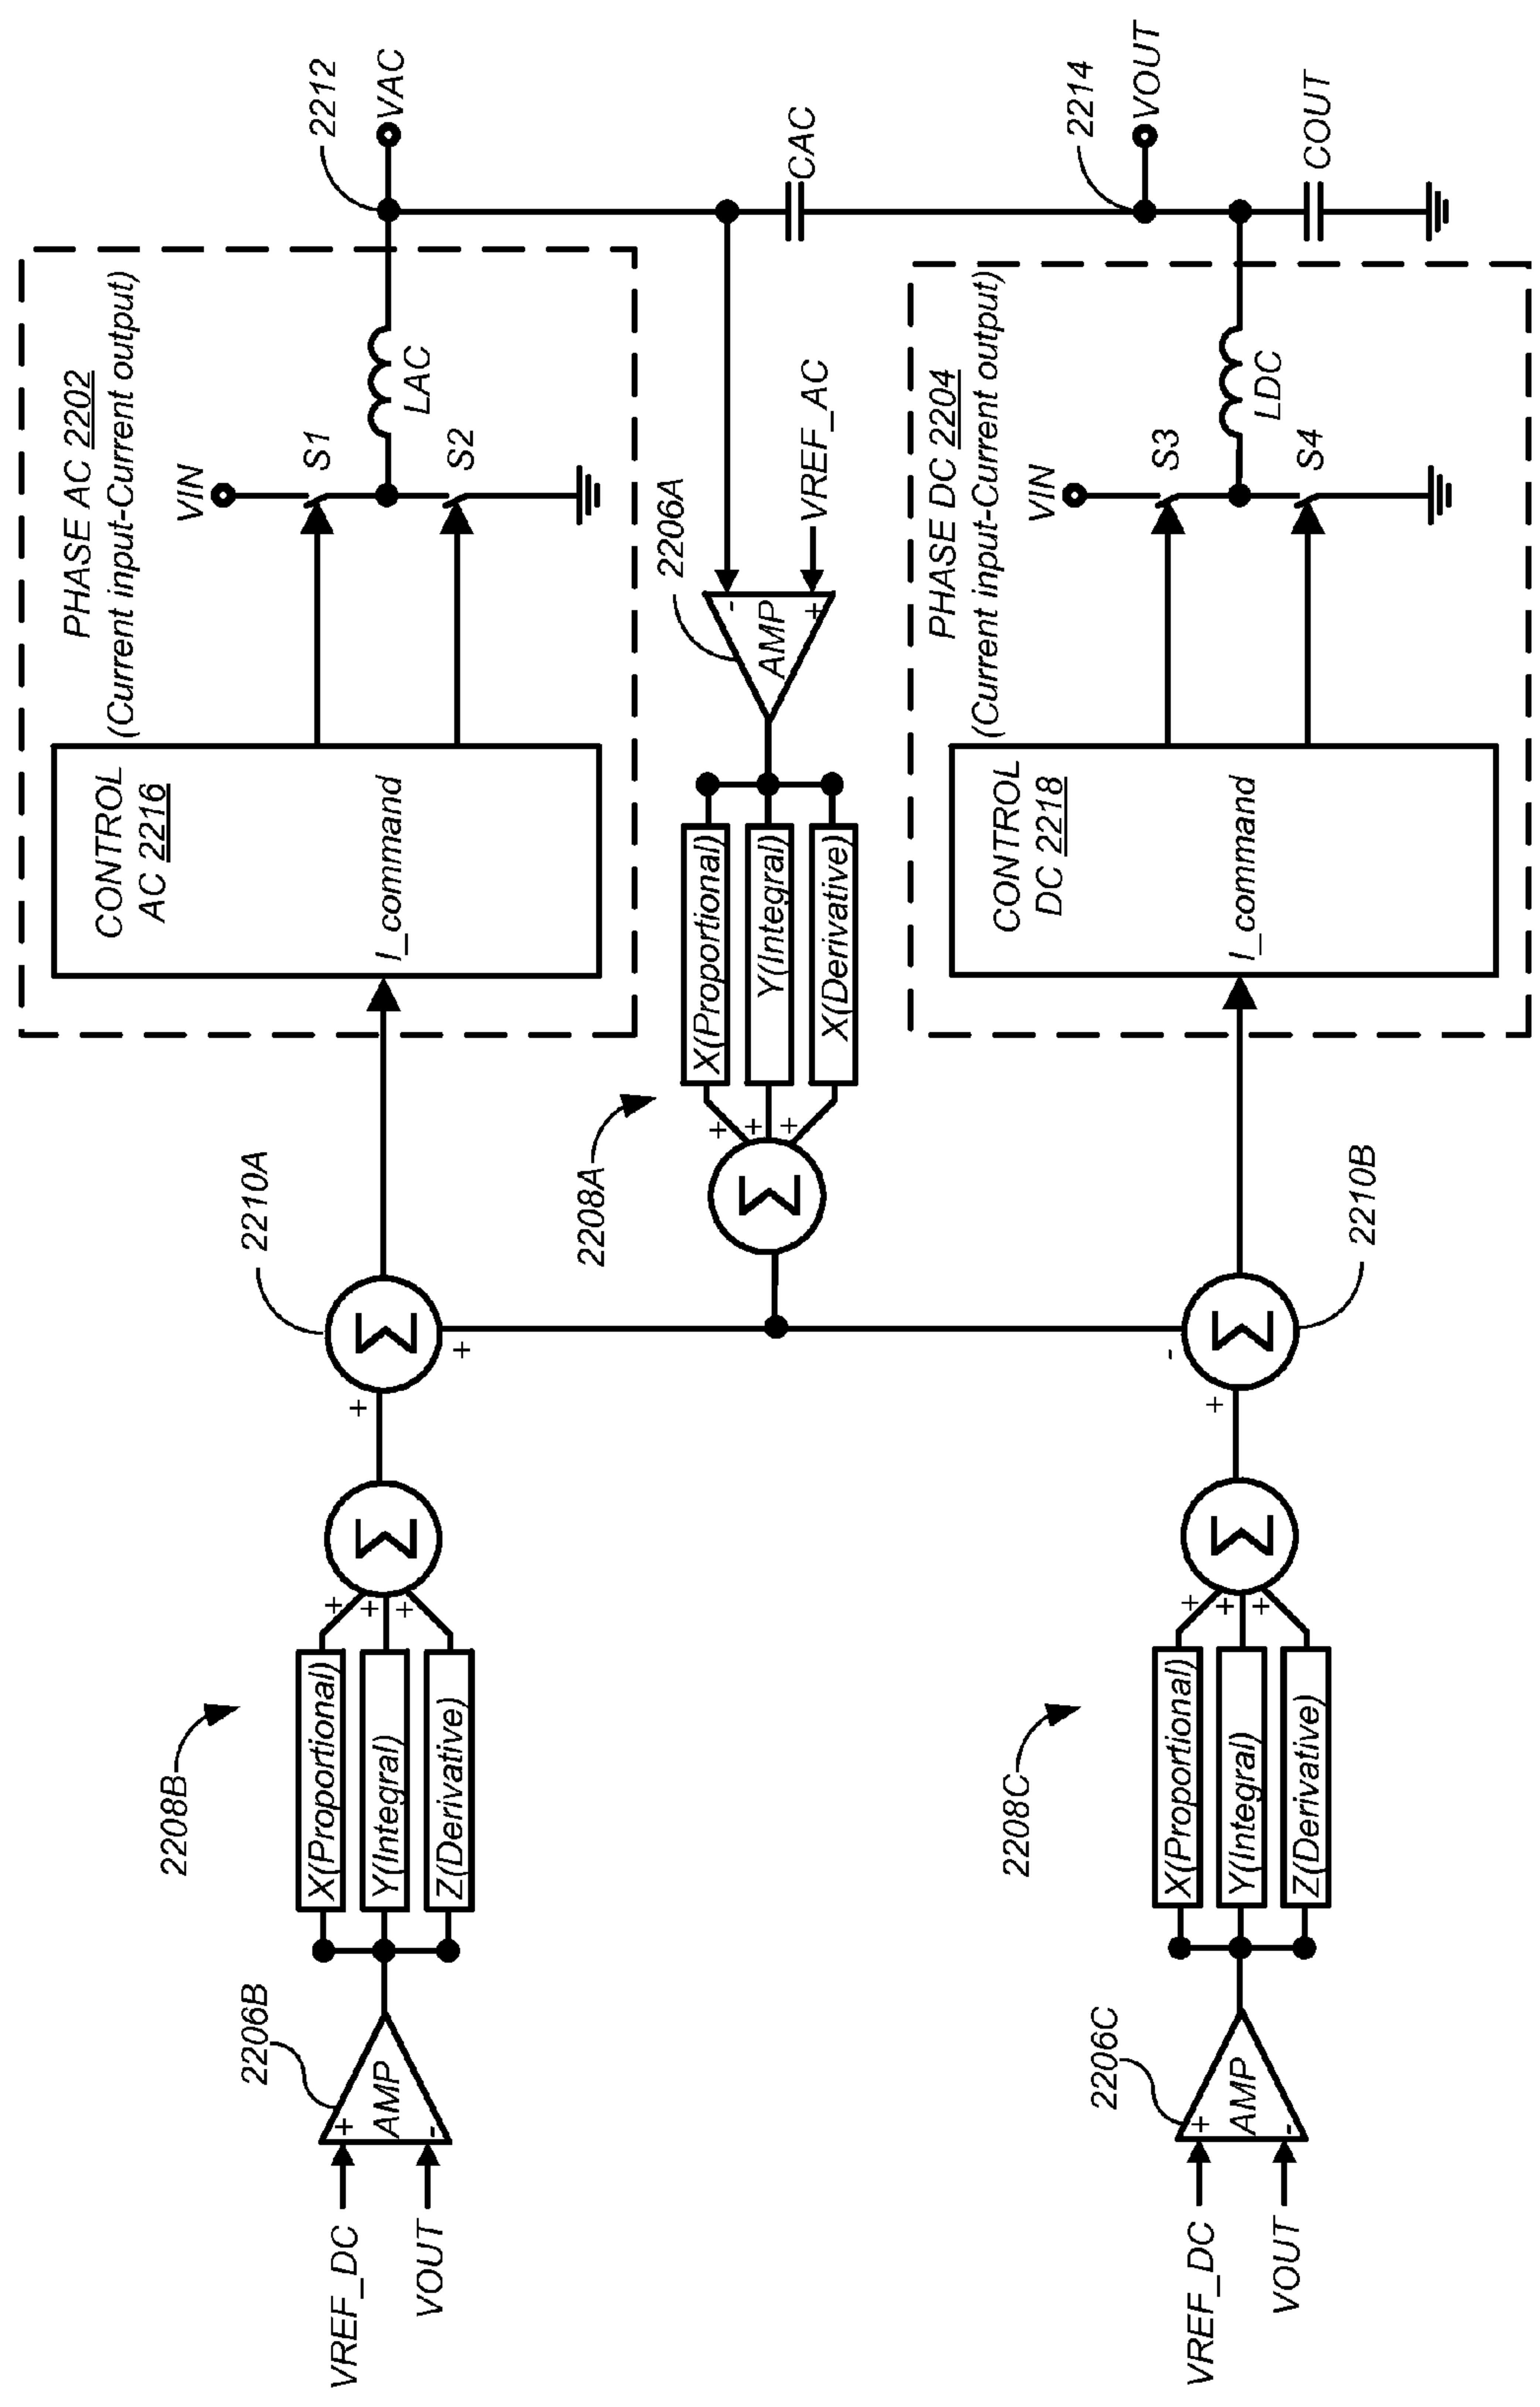 VREF_DC
VOUT
2206B
+
-
AMP
2208B
X(Proportional)
Y(Integral)
Z(Derivative)
+
+
+
Σ
+
2210A
Σ
+
PHASE AC 2202
(Current input-Current output)
CONTROL
AC 2216
I_command
VIN
S1
S2
LAC
2212
VAC
2208A
Σ
+
+
+
X(Proportional)
Y(Integral)
X(Derivative)
2206A
AMP
-
+
VREF_AC
CAC
VREF_DC
VOUT
2206C
+
-
AMP
2208C
X(Proportional)
Y(Integral)
Z(Derivative)
+
+
+
Σ
+
-
Σ
2210B
PHASE DC 2204
(Current input-Current output)
CONTROL
DC 2218
I_command
VIN
S3
S4
LDC
2214
VOUT
COUT